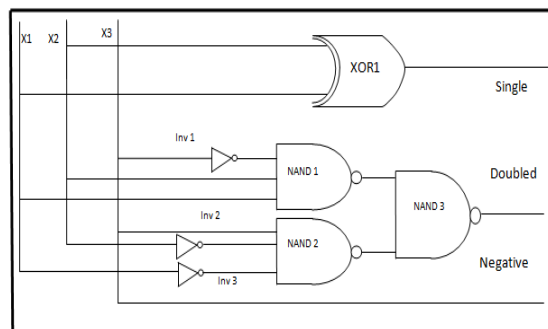 X1 X2 X3
XOR1
Single
Inv 1
NAND 1
Doubled
NAND 3
Inv 2
NAND 2
Negative
Inv 3